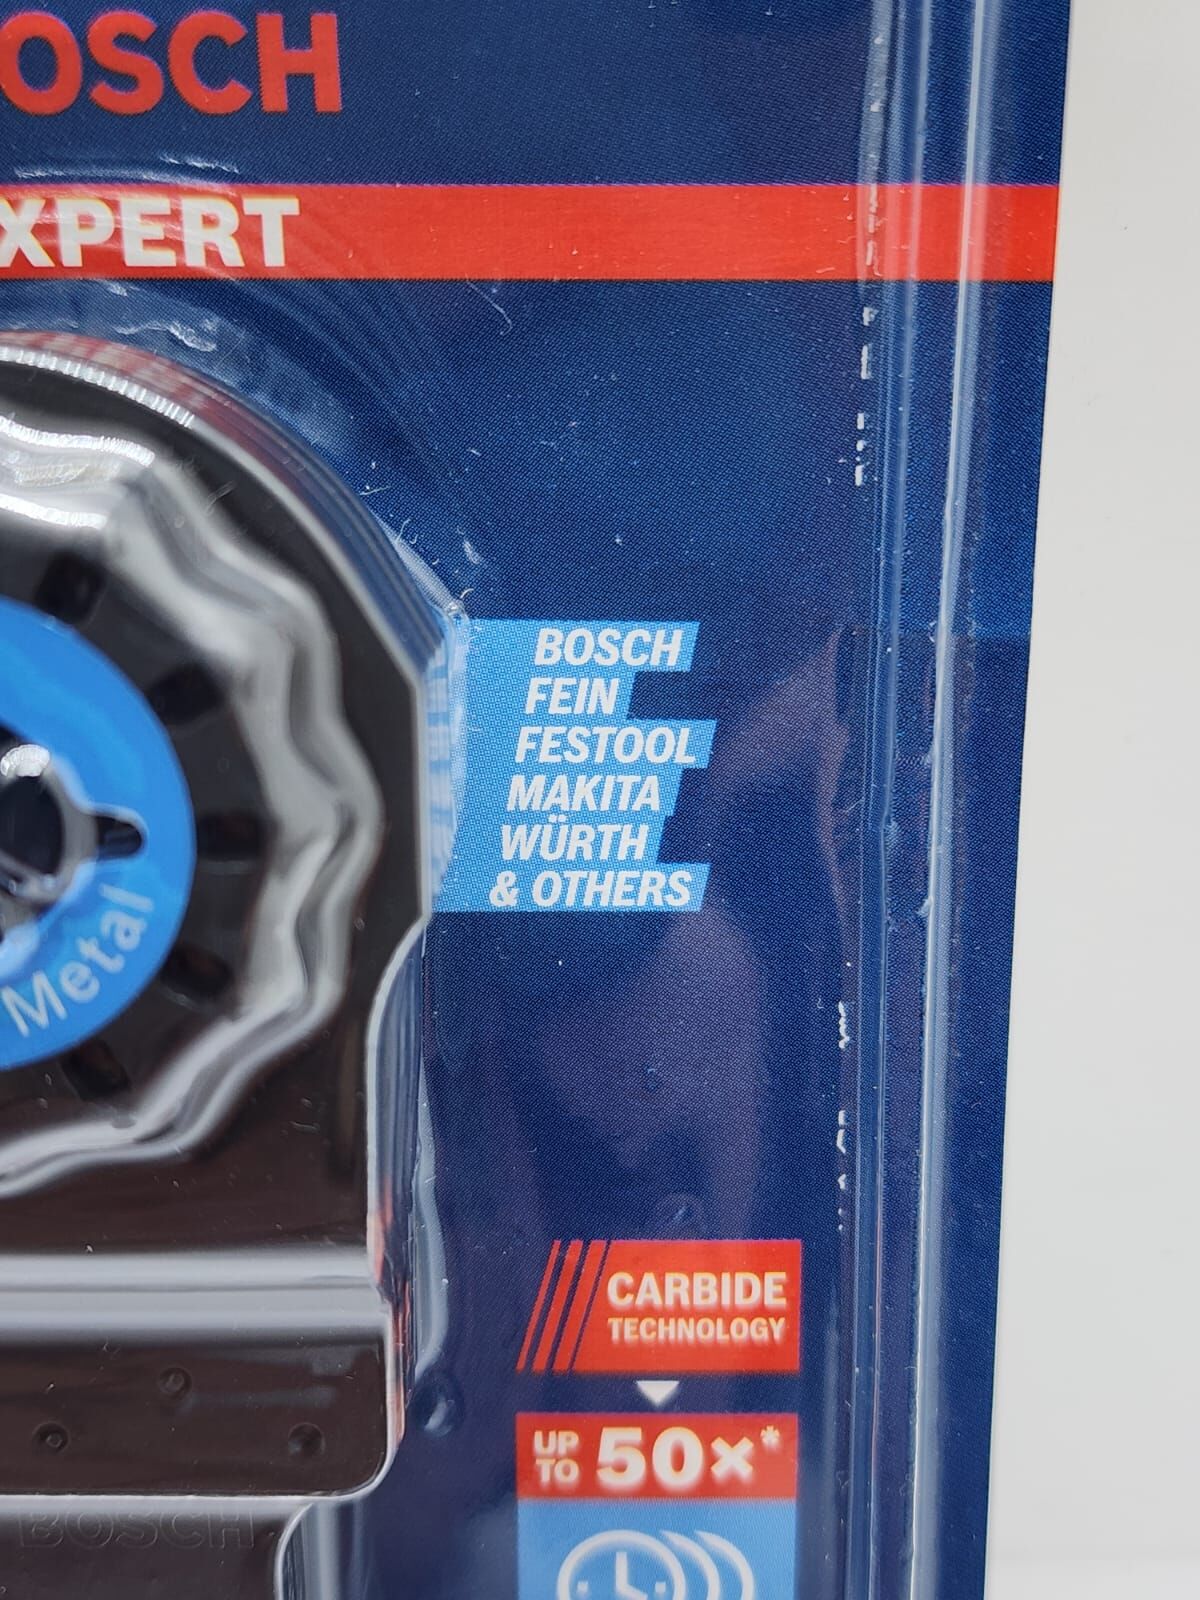 OSCH
XPERT
BOSCH
FEIN
FESTOOL
MAKITA
WÜRTH
& OTHERS
Metal
CARBIDE
TECHNOLOGY
UP TO 50×*
BOSCH